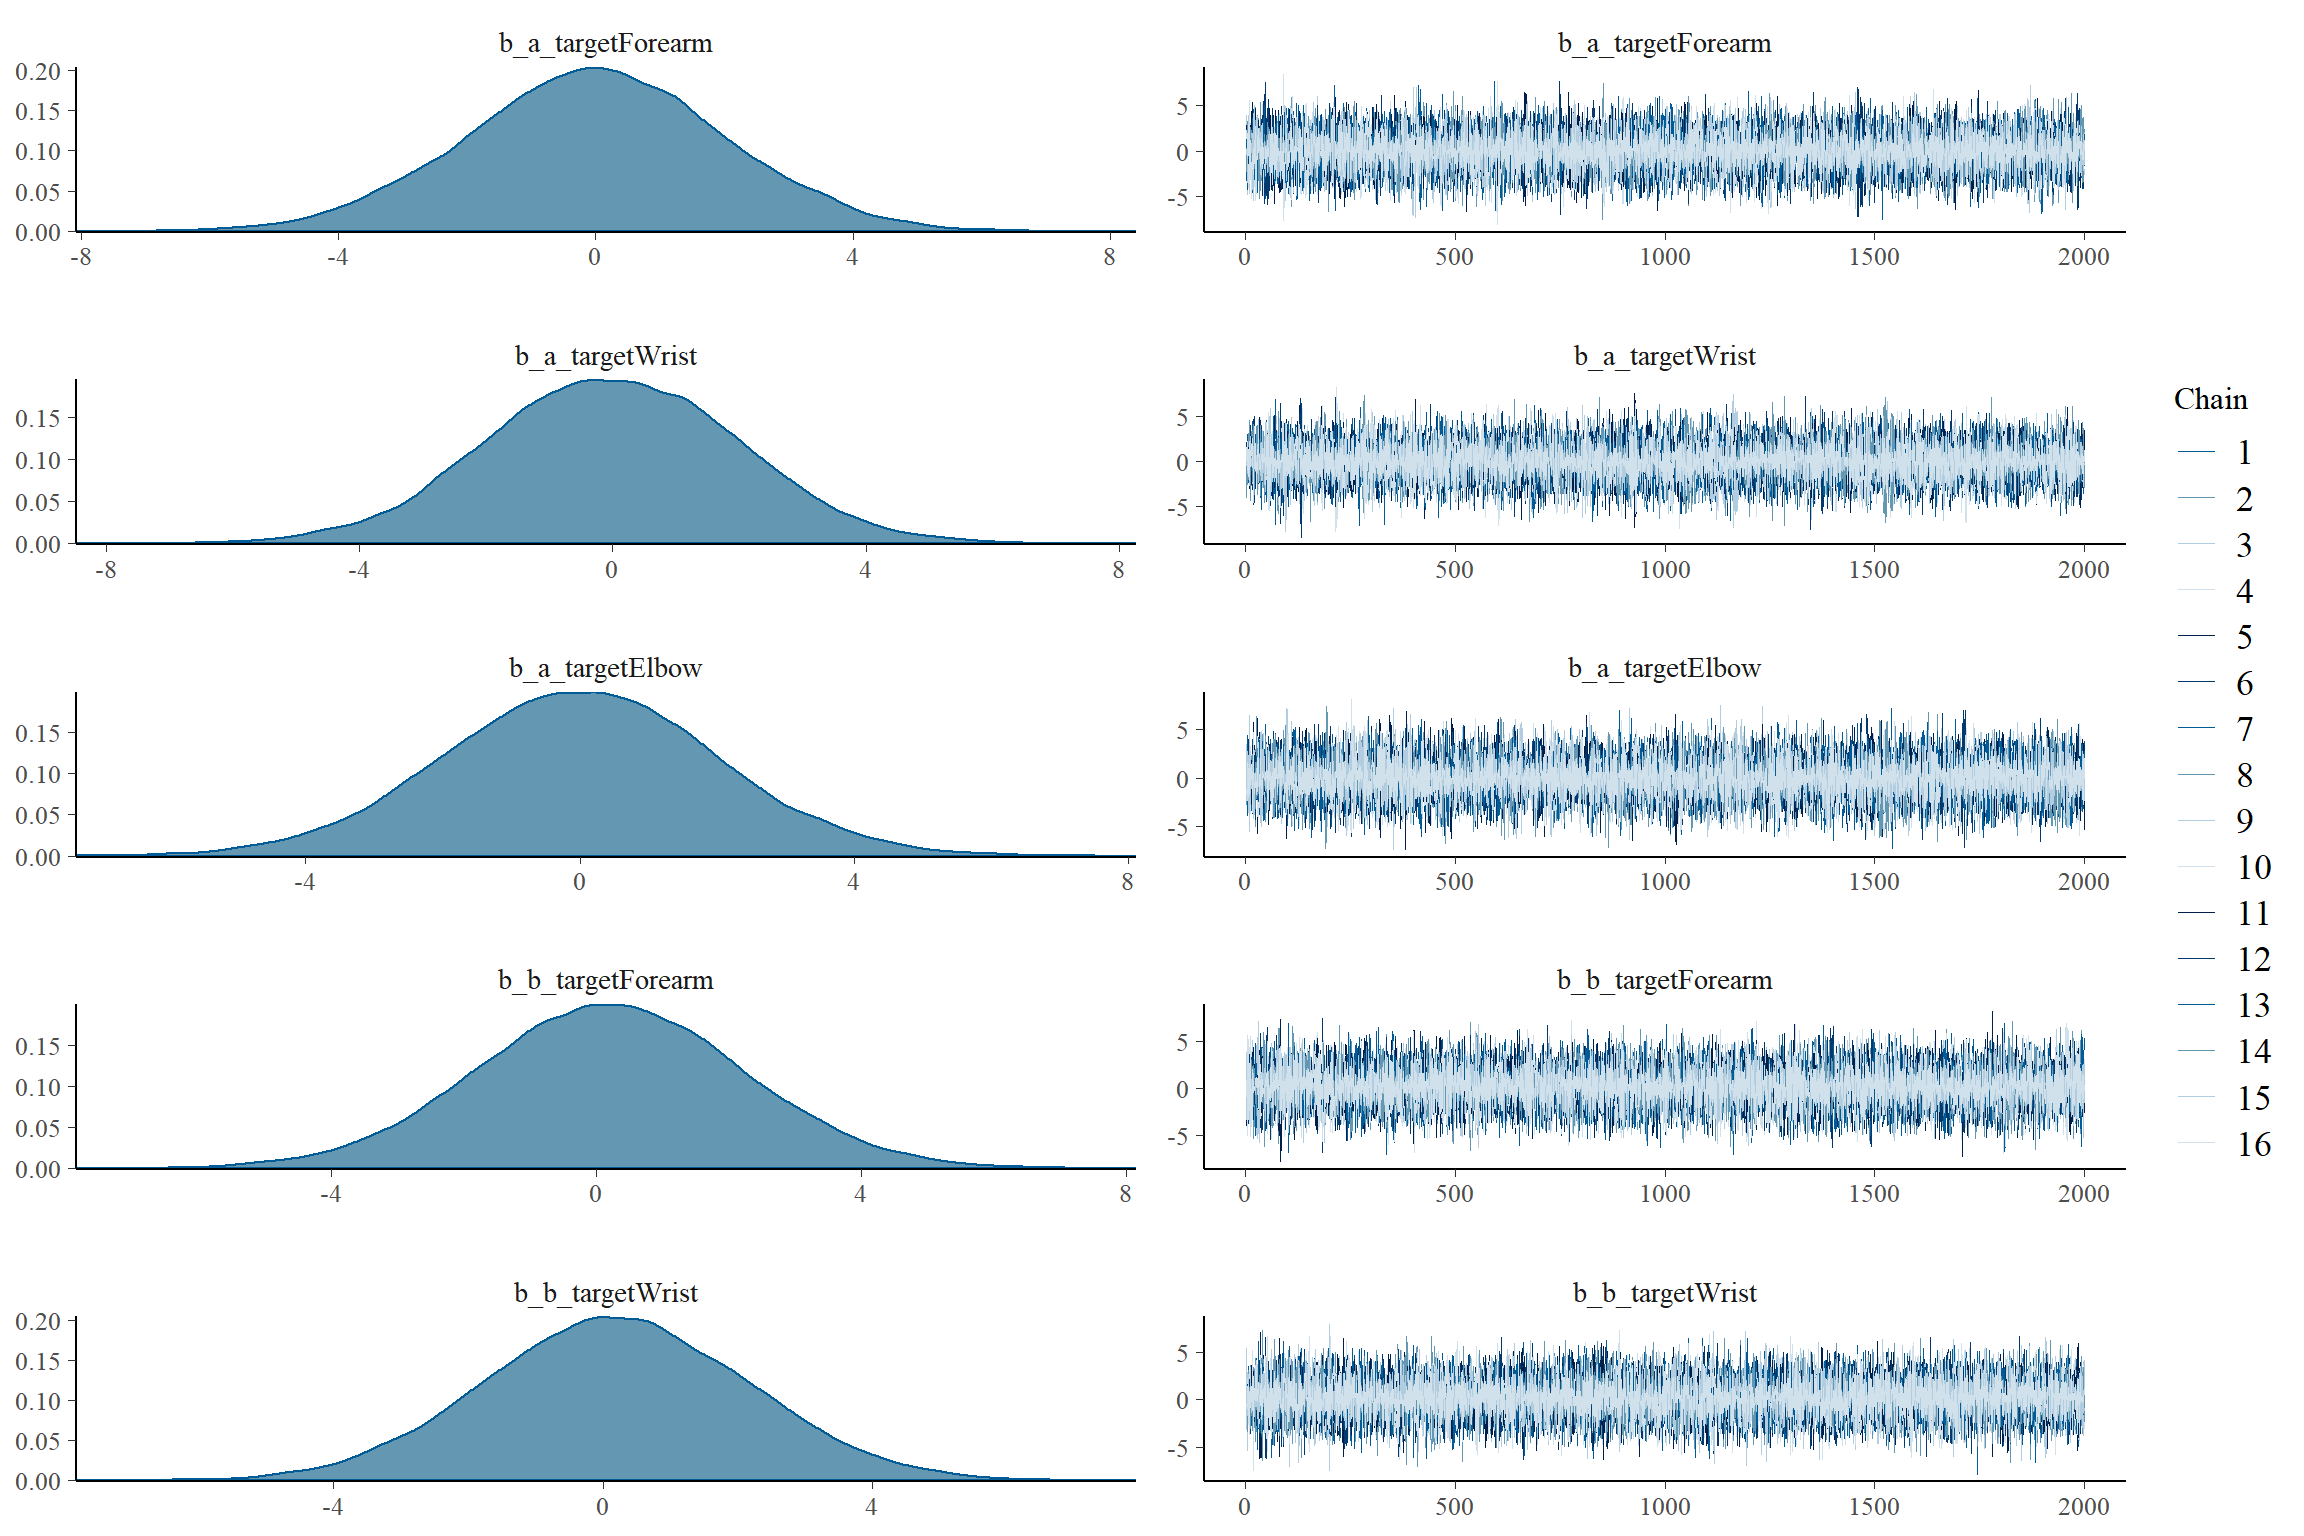 b_a_targetForearm
0.20
0.15
0.10
0.05
0.00
-8 -4 0 4 8
b_a_targetForearm
5
0
-5
0 500 1000 1500 2000
b_a_targetWrist
0.15
0.10
0.05
0.00
-8 -4 0 4 8
b_a_targetWrist
5
0
-5
0 500 1000 1500 2000
b_a_targetElbow
0.15
0.10
0.05
0.00
-4 0 4 8
b_a_targetElbow
5
0
-5
0 500 1000 1500 2000
b_b_targetForearm
0.15
0.10
0.05
0.00
-4 0 4 8
b_b_targetForearm
5
0
-5
0 500 1000 1500 2000
b_b_targetWrist
0.20
0.15
0.10
0.05
0.00
-4 0 4
b_b_targetWrist
5
0
-5
0 500 1000 1500 2000
Chain
1
2
3
4
5
6
7
8
9
10
11
12
13
14
15
16